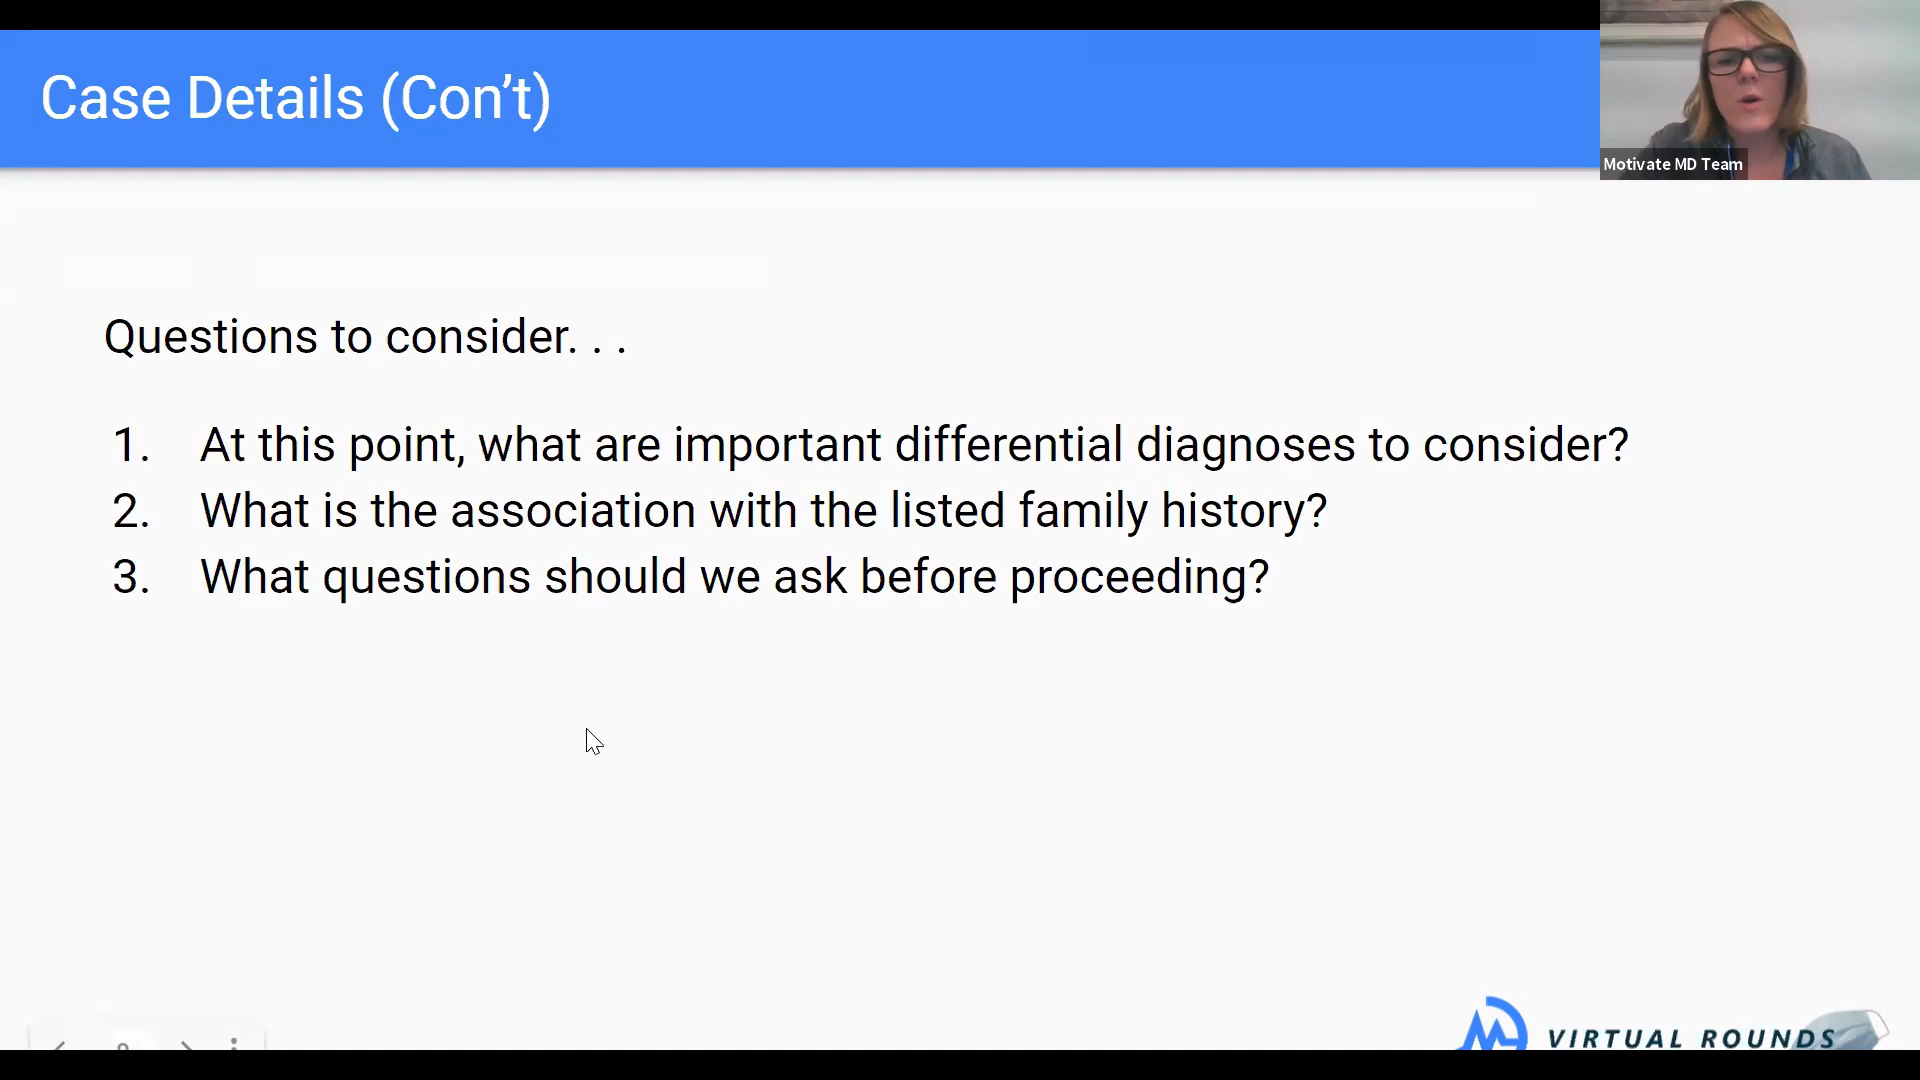 Case Details (Con’t)
Motivate MD Team
Questions to consider. . .
1. At this point, what are important differential diagnoses to consider?
2. What is the association with the listed family history?
3. What questions should we ask before proceeding?
VIRTUAL ROUNDS